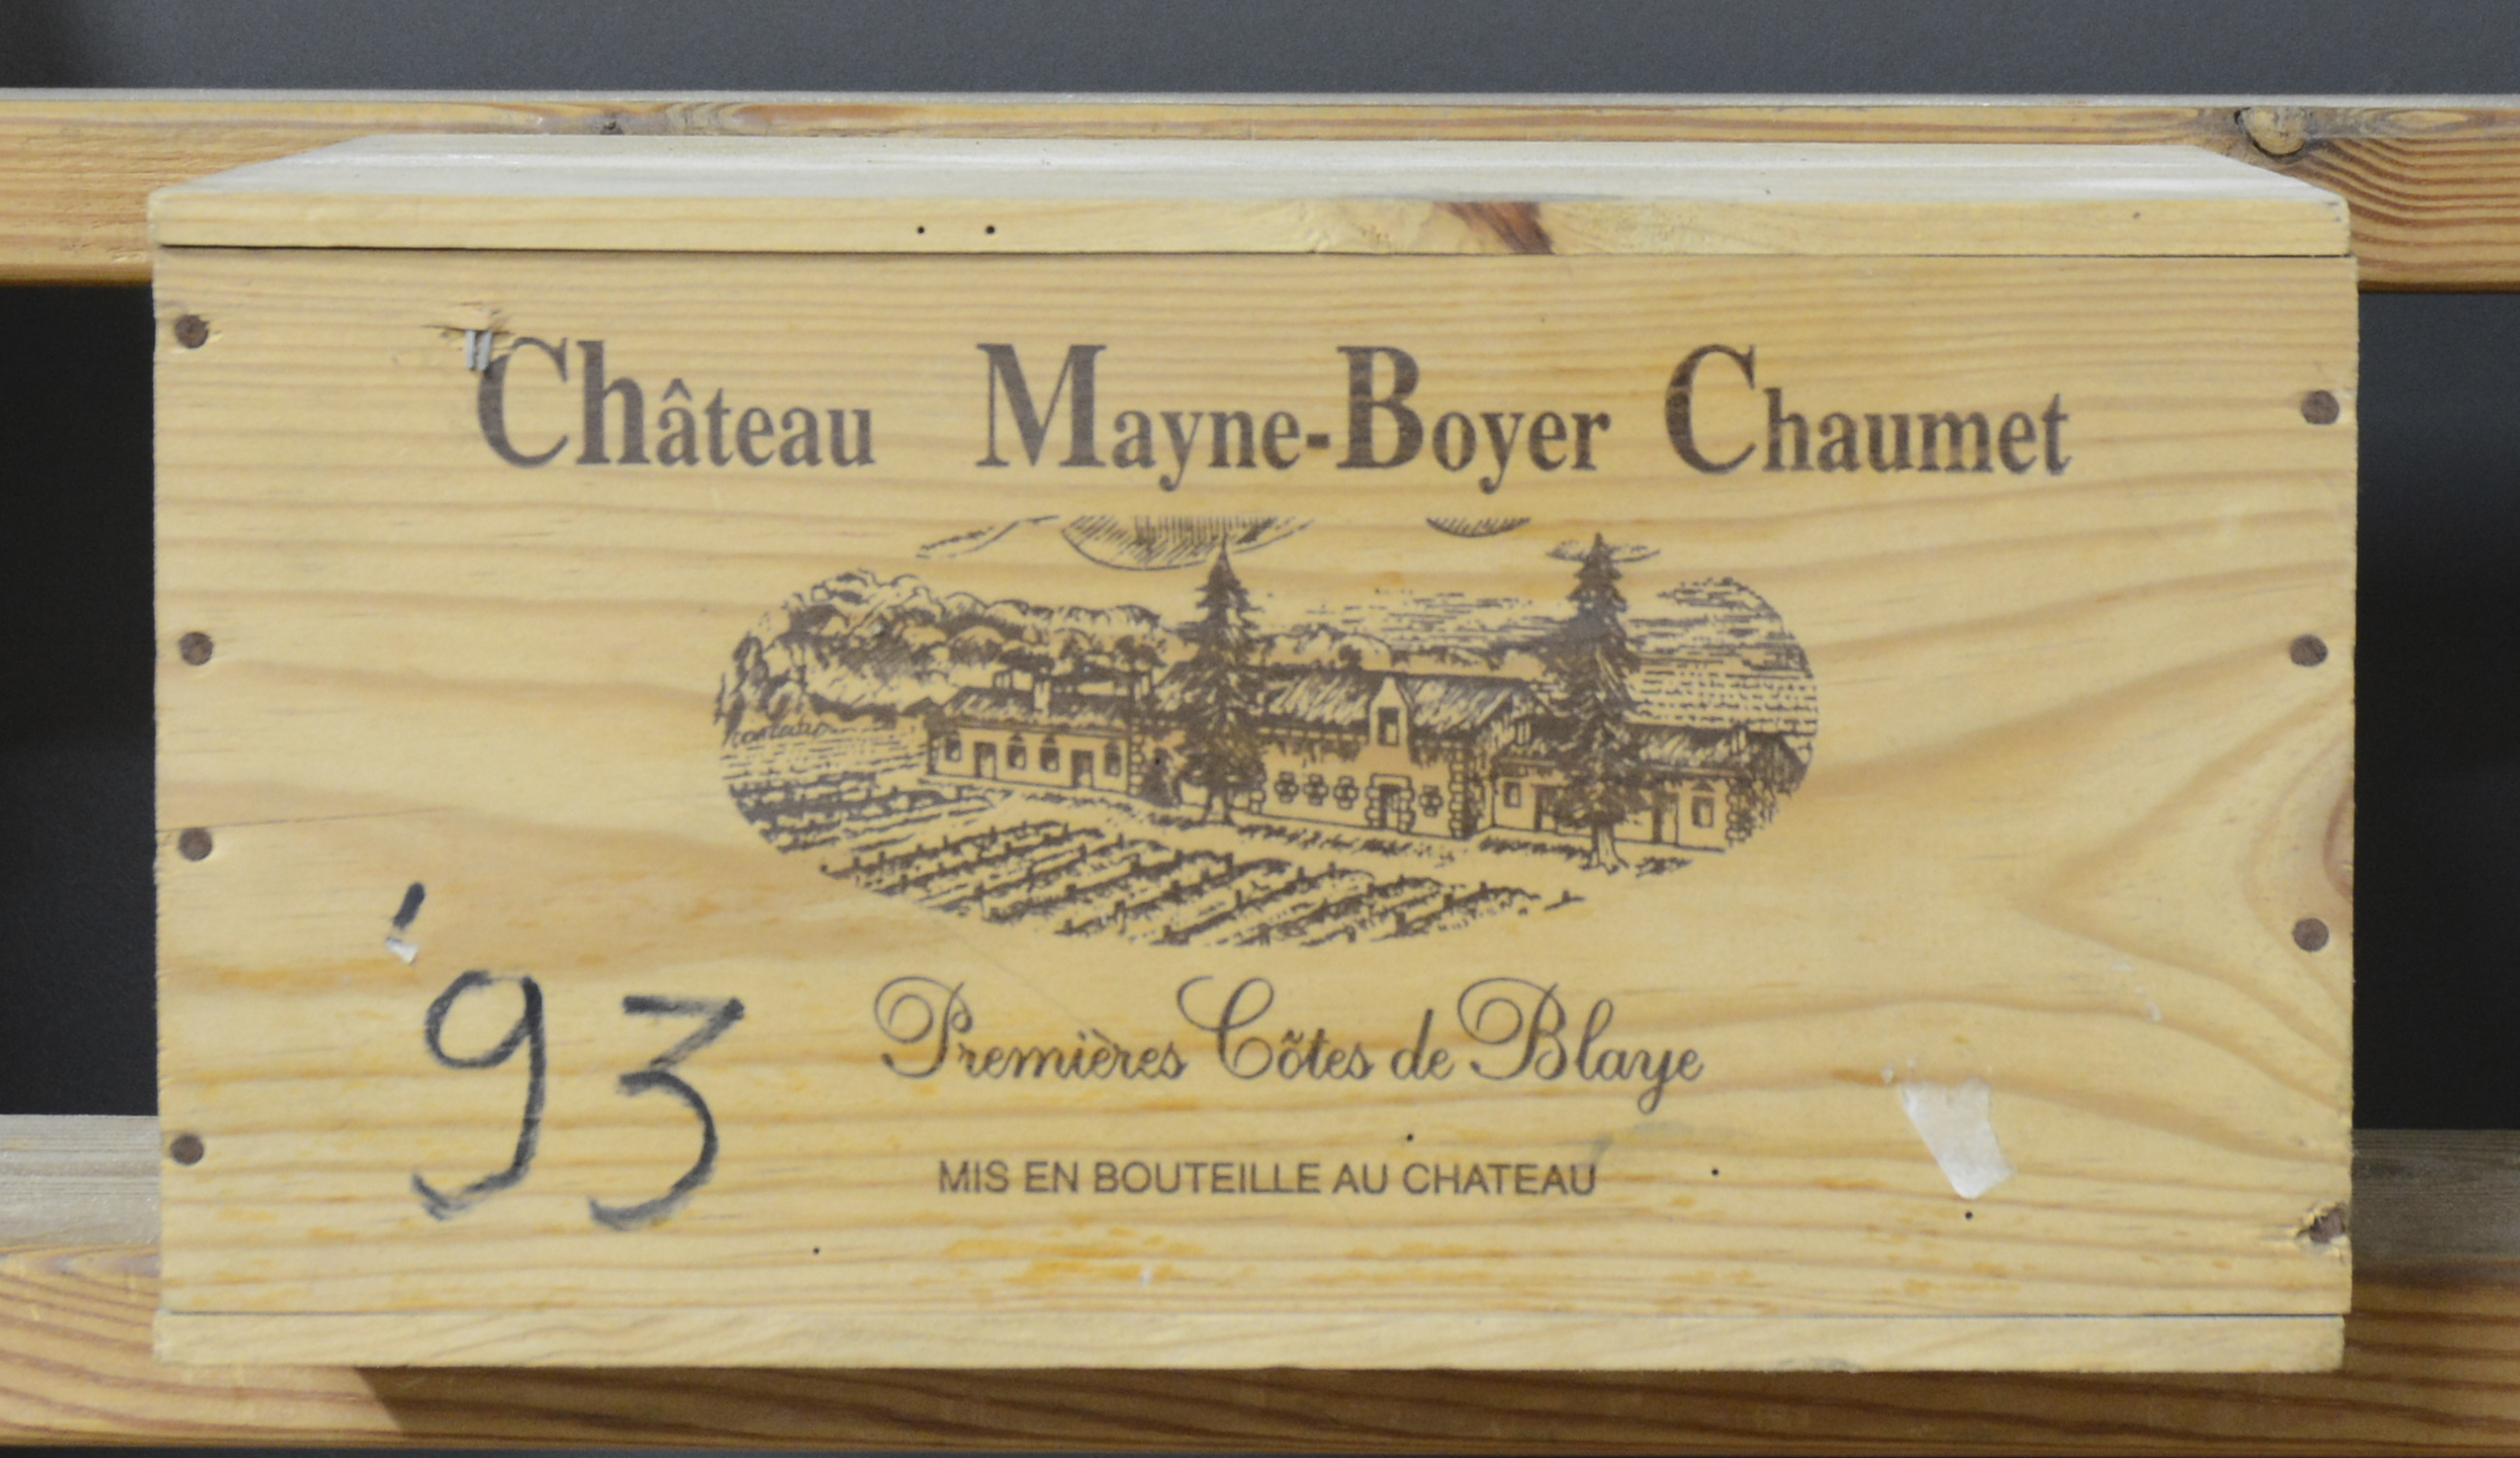 Château Mayne-Boyer Chaumet
'93
Premières Côtes de Blaye
MIS EN BOUTEILLE AU CHATEAU